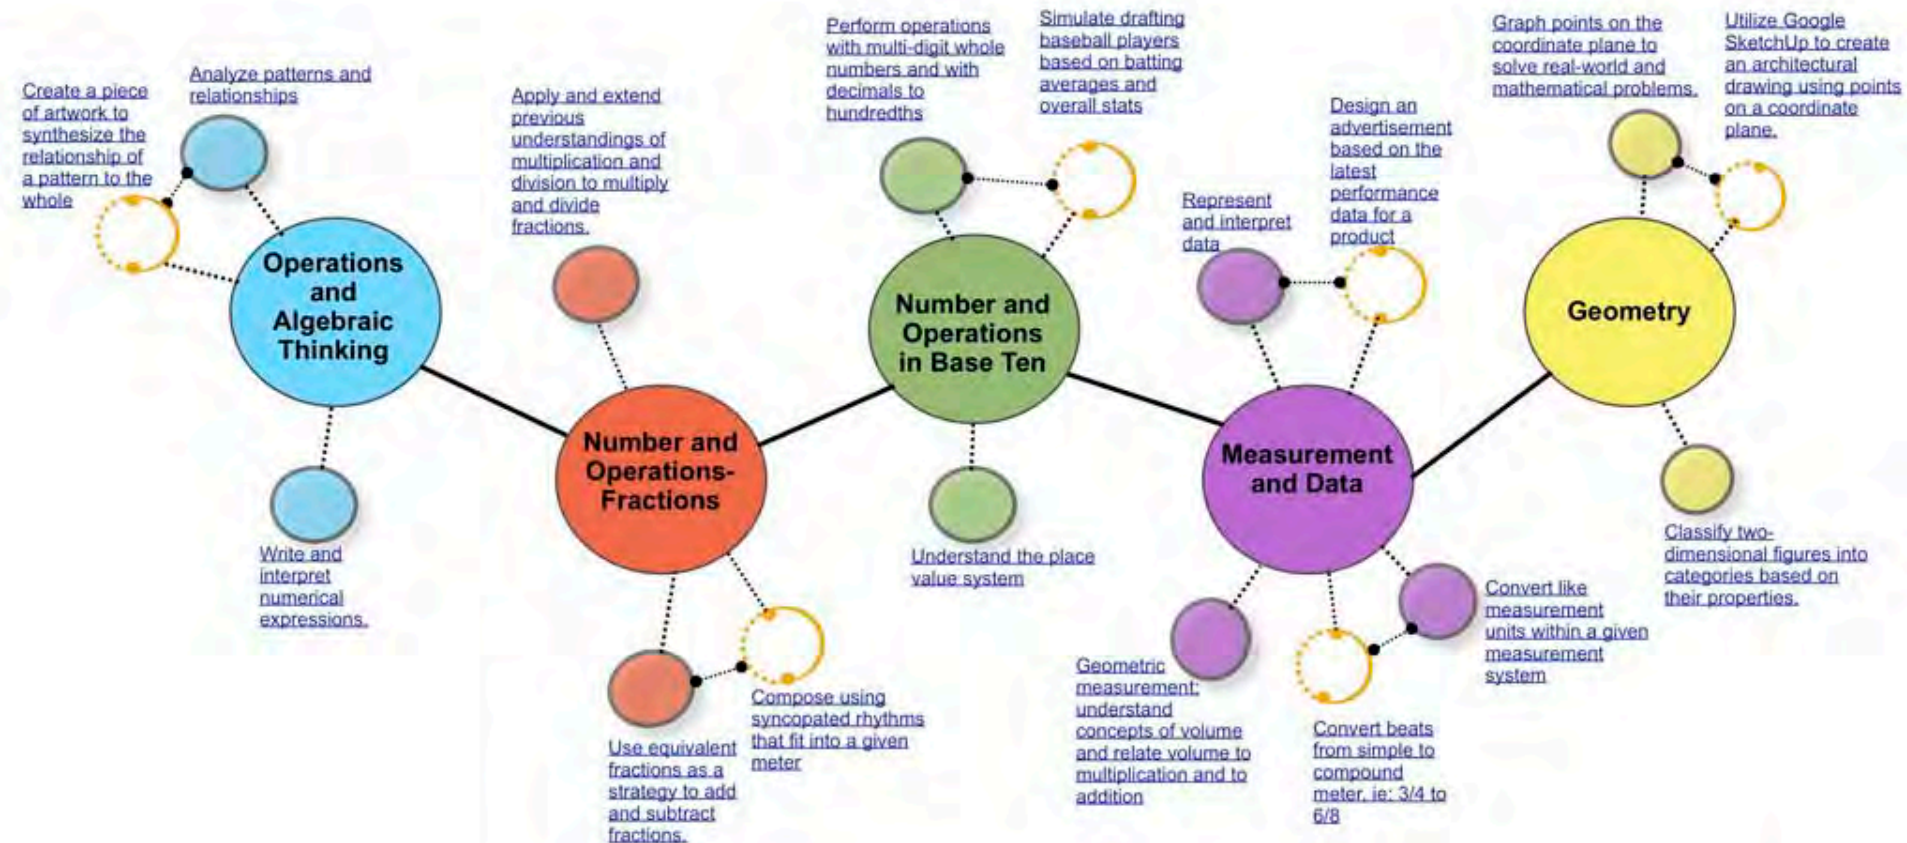 Create a piece
of artwork to
synthesize the
relationship of
a pattern to the
whole
Analyze patterns and
relationships
Operations
and
Algebraic
Thinking
Write and
interpret
numerical
expressions.
Apply and extend
previous
understandings of
multiplication and
division to multiply
and divide
fractions.
Number and
Operations-
Fractions
Use equivalent
fractions as a
strategy to add
and subtract
fractions.
Compose using
syncopated rhythms
that fit into a given
meter
Perform operations
with multi-digit whole
numbers and with
decimals to
hundredths
Simulate drafting
baseball players
based on batting
averages and
overall stats
Number and
Operations
in Base Ten
Understand the place
value system
Represent
and interpret
data
Design an
advertisement
based on the
latest
performance
data for a
product
Measurement
and Data
Geometric
measurement:
understand
concepts of volume
and relate volume to
multiplication and to
addition
Convert beats
from simple to
compound
meter, ie: 3/4 to
6/8
Convert like
measurement
units within a given
measurement
system
Graph points on the
coordinate plane to
solve real-world and
mathematical problems.
Utilize Google
SketchUp to create
an architectural
drawing using points
on a coordinate
plane.
Geometry
Classify two-
dimensional figures into
categories based on
their properties.